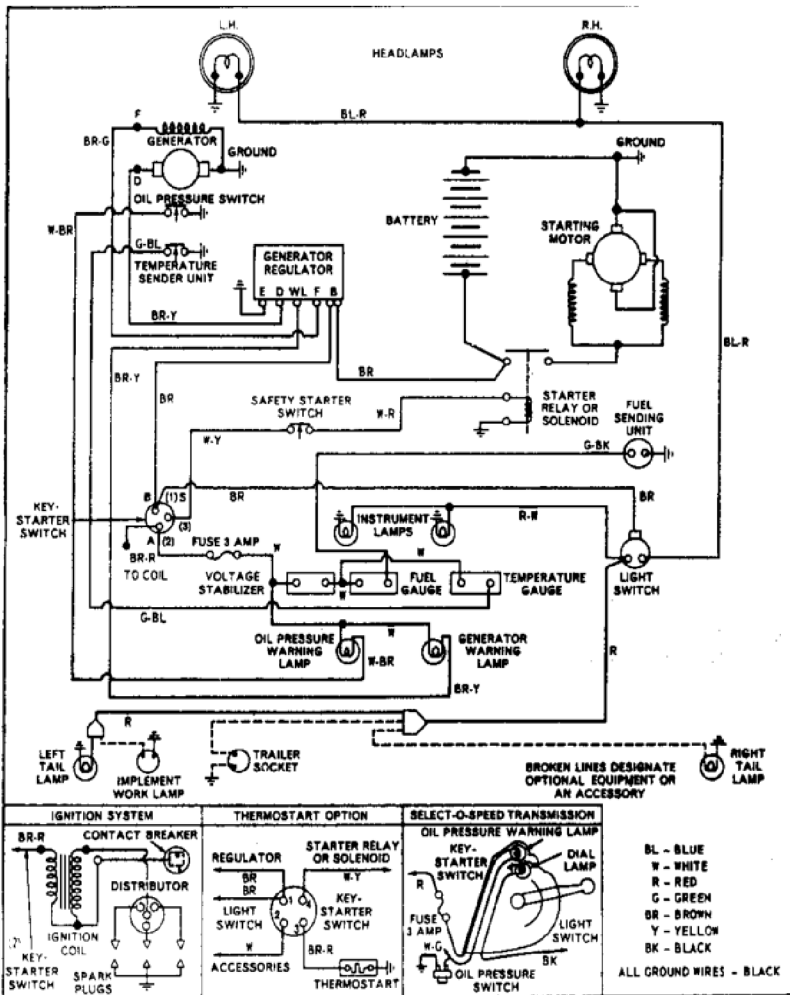 L.H.
R.H.
HEADLAMPS
BL-R
F
BR-G
GENERATOR
GROUND
D
OIL PRESSURE SWITCH
W-BR
G-BL
TEMPERATURE
SENDER UNIT
GENERATOR
REGULATOR
E D WL F B
BR-Y
GROUND
BATTERY
STARTING
MOTOR
BL-R
BR-Y
BR
BR
SAFETY STARTER
SWITCH
W-R
W-Y
STARTER
RELAY OR
SOLENOID
FUEL
SENDING
UNIT
G-BK
B
(1) S
BR
BR
KEY-
STARTER
SWITCH
(3)
A (2)
BR-R
TO COIL
FUSE 3 AMP
W
INSTRUMENT
LAMPS
R-W
W
VOLTAGE
STABILIZER
W
FUEL
GAUGE
TEMPERATURE
GAUGE
LIGHT
SWITCH
G-BL
OIL PRESSURE
WARNING
LAMP
W
W-BR
GENERATOR
WARNING
LAMP
BR-Y
R
R
LEFT
TAIL
LAMP
IMPLEMENT
WORK LAMP
TRAILER
SOCKET
BROKEN LINES DESIGNATE
OPTIONAL EQUIPMENT OR
AN ACCESSORY
RIGHT
TAIL
LAMP
IGNITION SYSTEM
BR-R
CONTACT BREAKER
DISTRIBUTOR
IGNITION
COIL
(2)
KEY-
STARTER
SWITCH
SPARK
PLUGS
THERMOSTART OPTION
REGULATOR
STARTER RELAY
OR SOLENOID
BR
W-Y
BR
LIGHT
SWITCH
1
4
2
3
KEY-
STARTER
SWITCH
W
BR-R
ACCESSORIES
THERMOSTART
SELECT-O-SPEED TRANSMISSION
OIL PRESSURE WARNING LAMP
KEY-
STARTER
SWITCH
DIAL
LAMP
R
FUSE
3 AMP
LIGHT
SWITCH
W-G
BK
OIL PRESSURE
SWITCH
BL - BLUE
W - WHITE
R - RED
G - GREEN
BR - BROWN
Y - YELLOW
BK - BLACK
ALL GROUND WIRES - BLACK